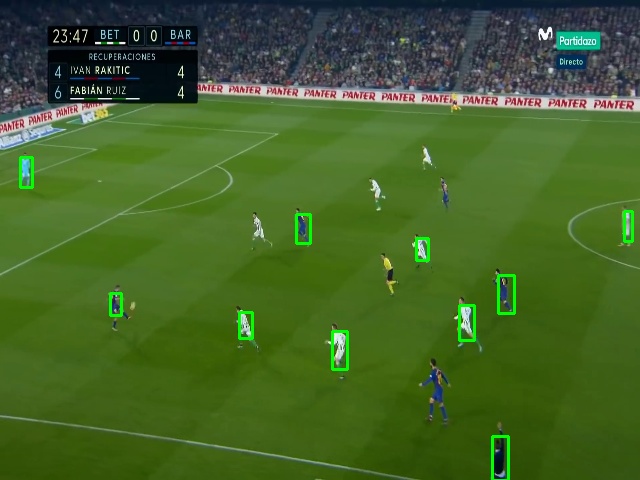 23:47 BET 0 0 BAR
RECUPERACIONES
4 IVAN RAKITIC 4
6 FABIÁN RUIZ 4
Partidazo
Directo
PANTER PANTER PANTER PANTER PANTER PANTER PANTER
PANTER